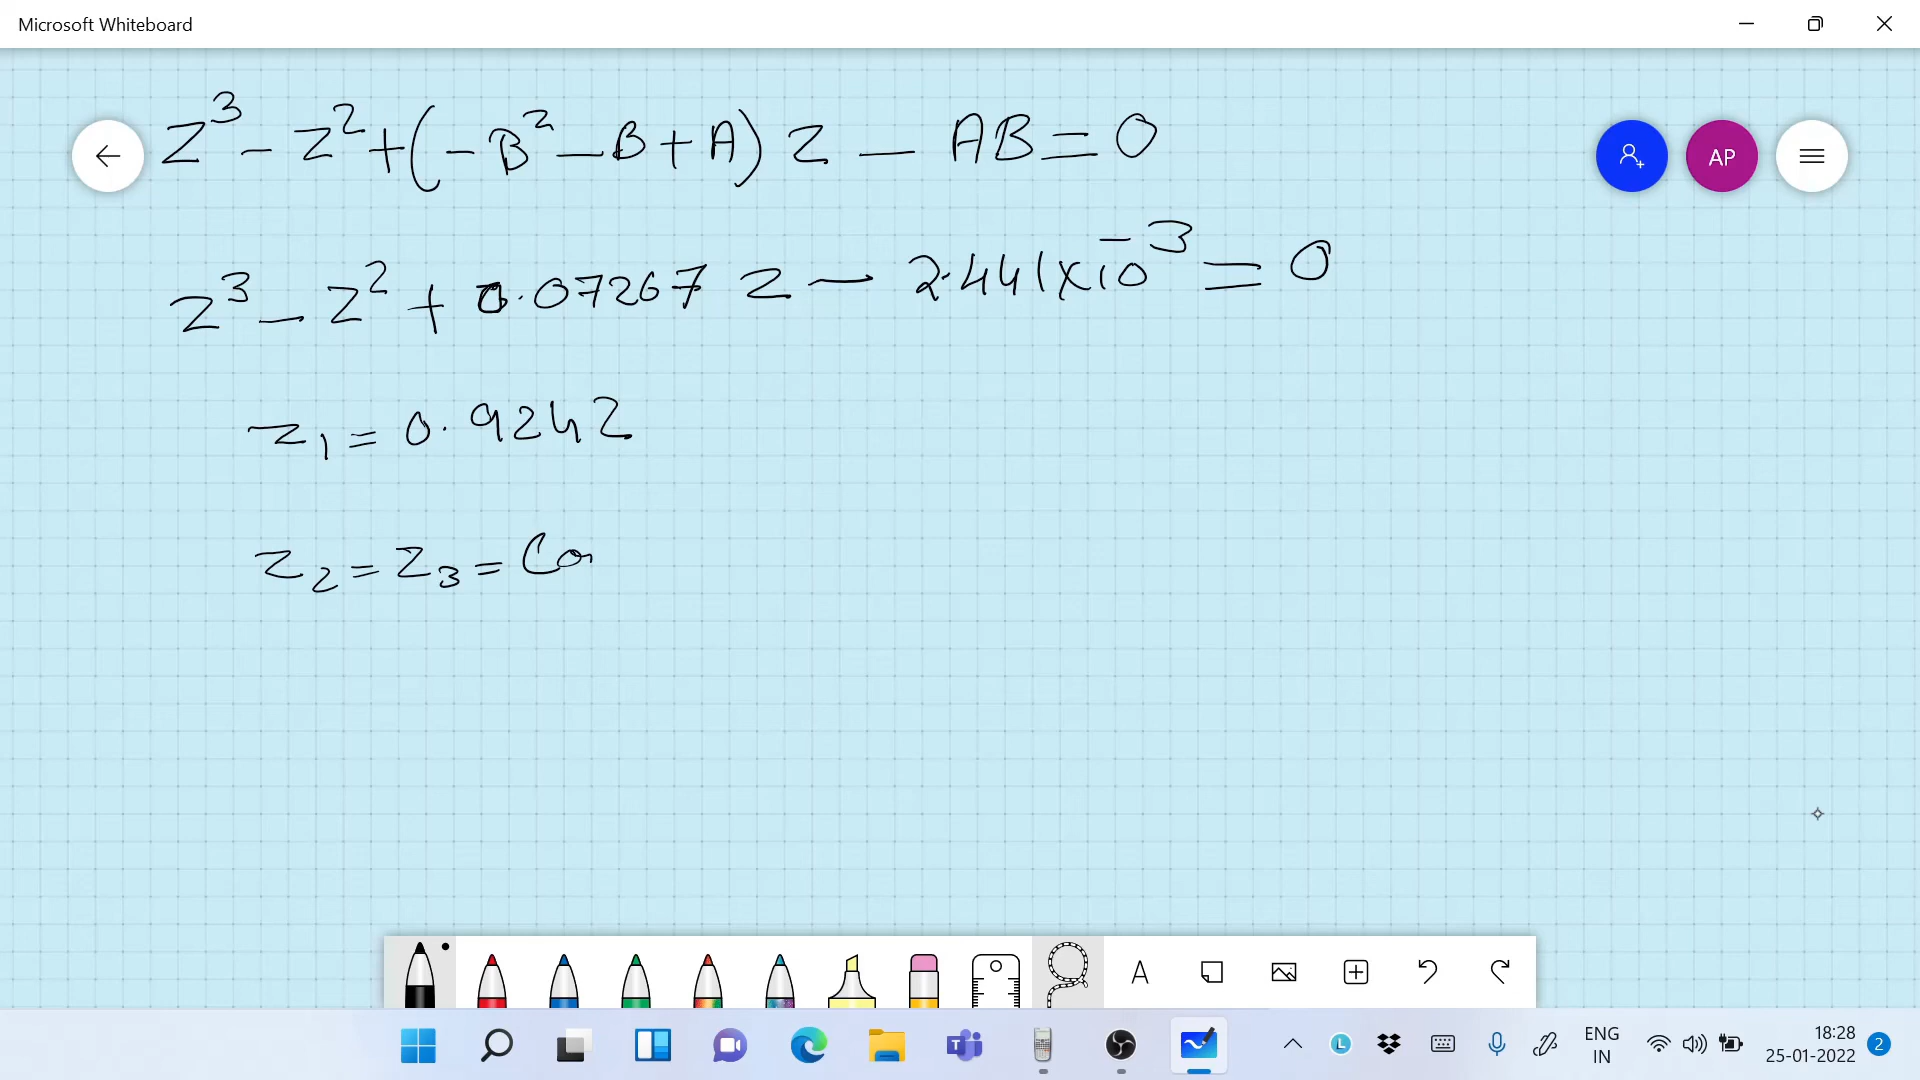 Microsoft Whiteboard
Z³ - Z² + (-B² - B + A) Z - AB = 0
AP
Z³ - Z² + 0.07267 Z - 2.441×10⁻³ = 0
Z₁ = 0.9242
Z₂ = Z₃ = Co
A
L
T
ENG
IN
18:28
25-01-2022
2